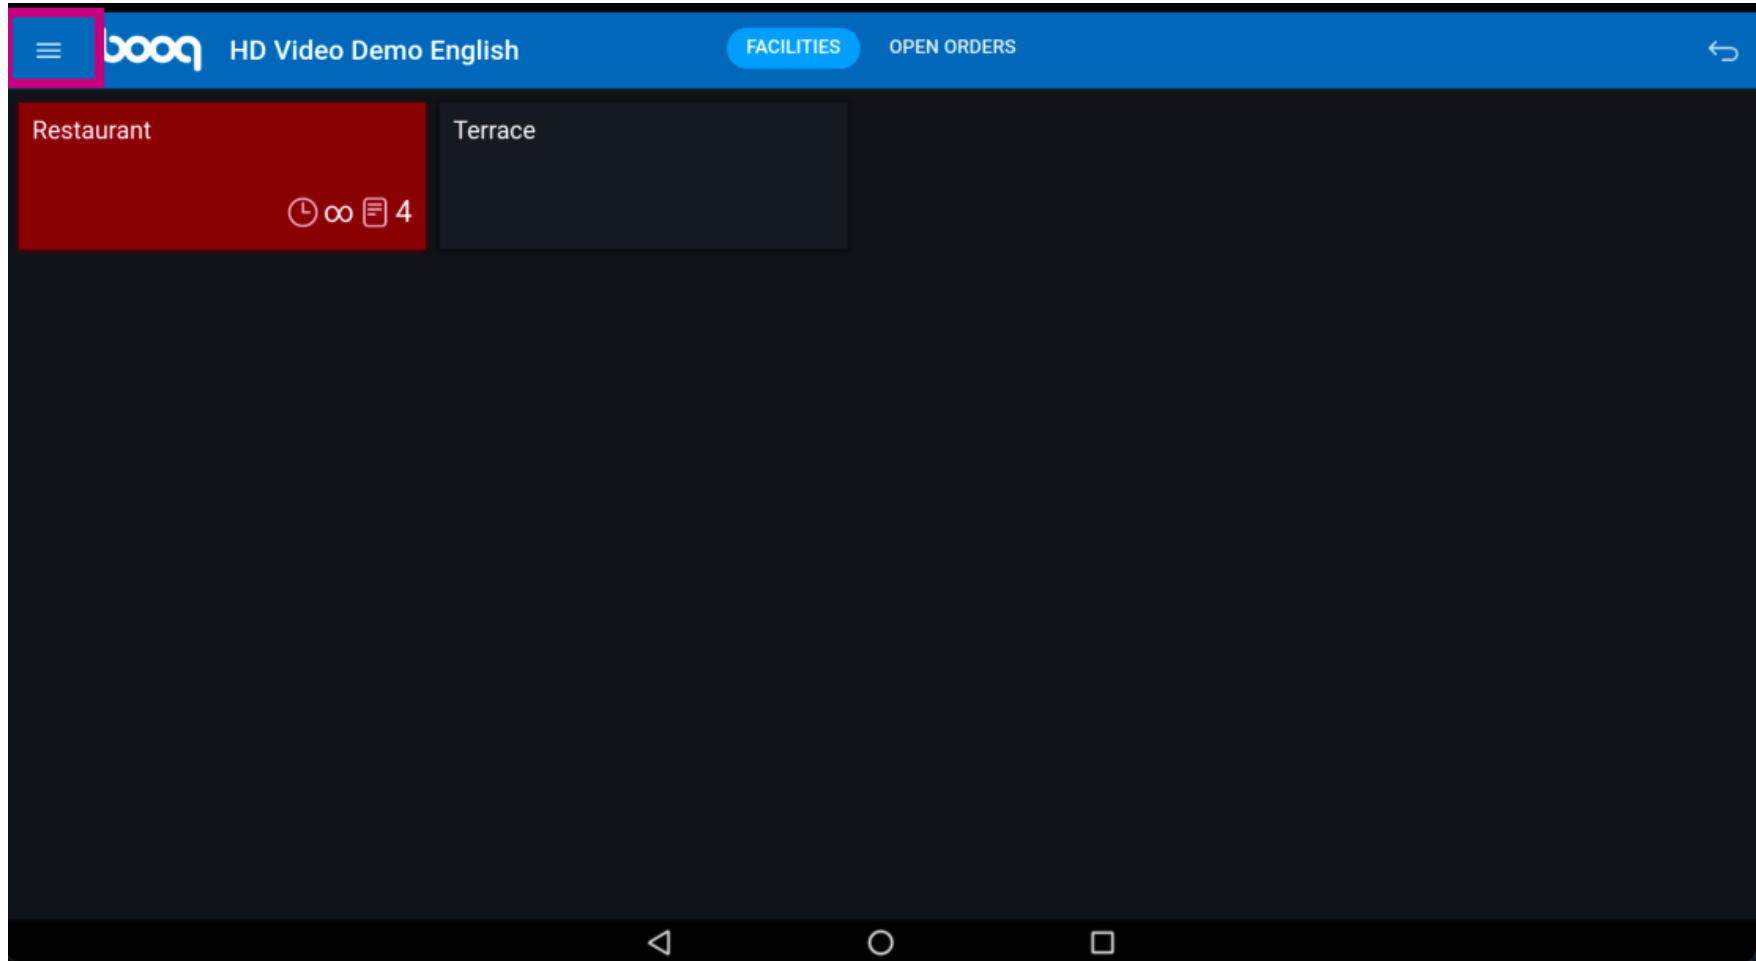 booq HD Video Demo English FACILITIES OPEN ORDERS
Restaurant Terrace
∞ 4